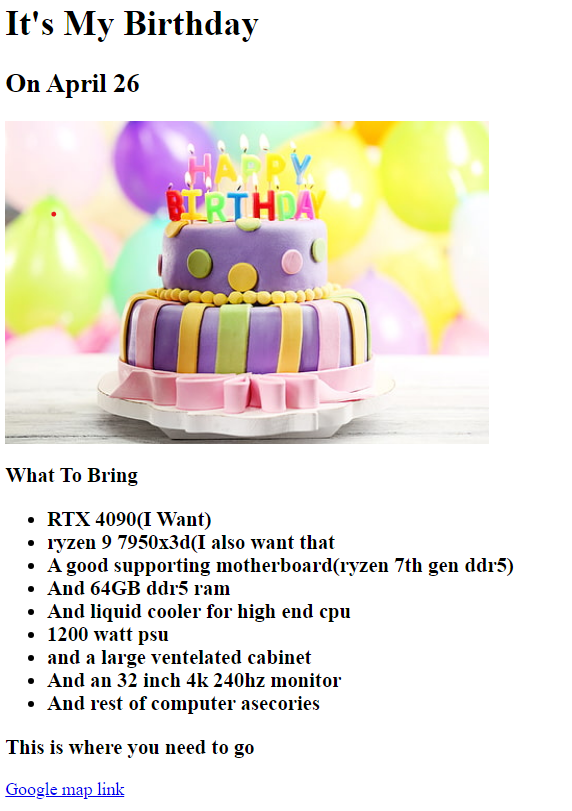 It's My Birthday
On April 26
HAPPY
BIRTHDAY
What To Bring
RTX 4090(I Want)
ryzen 9 7950x3d(I also want that
A good supporting motherboard(ryzen 7th gen ddr5)
And 64GB ddr5 ram
And liquid cooler for high end cpu
1200 watt psu
and a large ventelated cabinet
And an 32 inch 4k 240hz monitor
And rest of computer asecories
This is where you need to go
Google map link